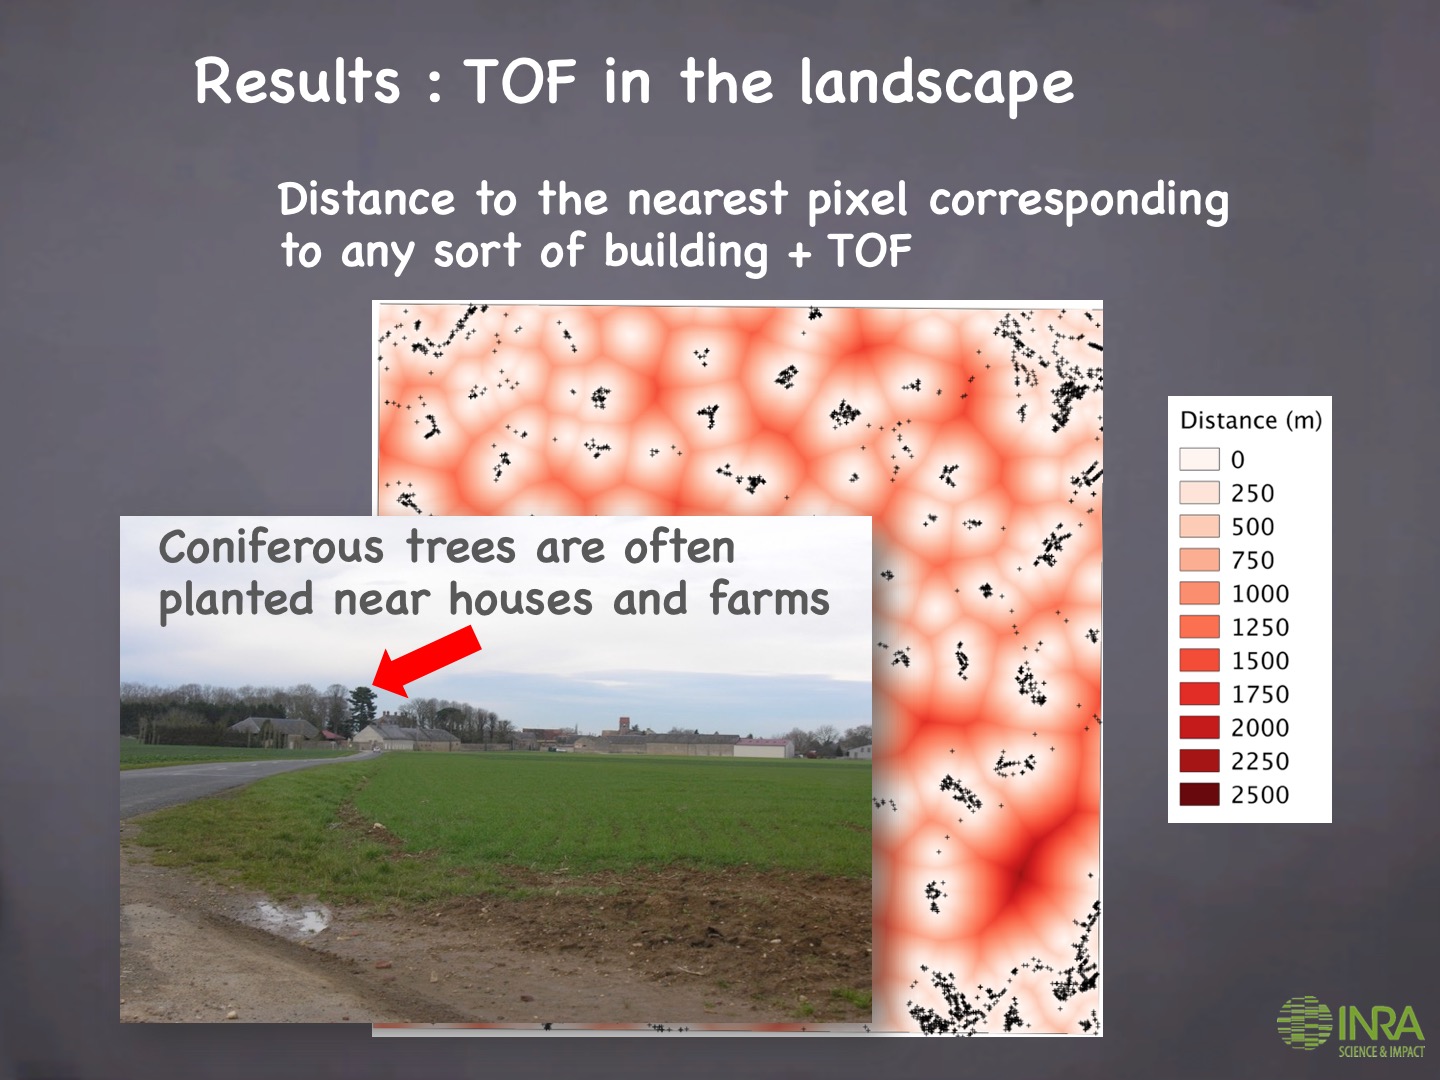 Results : TOF in the landscape
Distance to the nearest pixel corresponding
to any sort of building + TOF
Coniferous trees are often
planted near houses and farms
Distance (m)
0
250
500
750
1000
1250
1500
1750
2000
2250
2500
INRA
SCIENCE & IMPACT